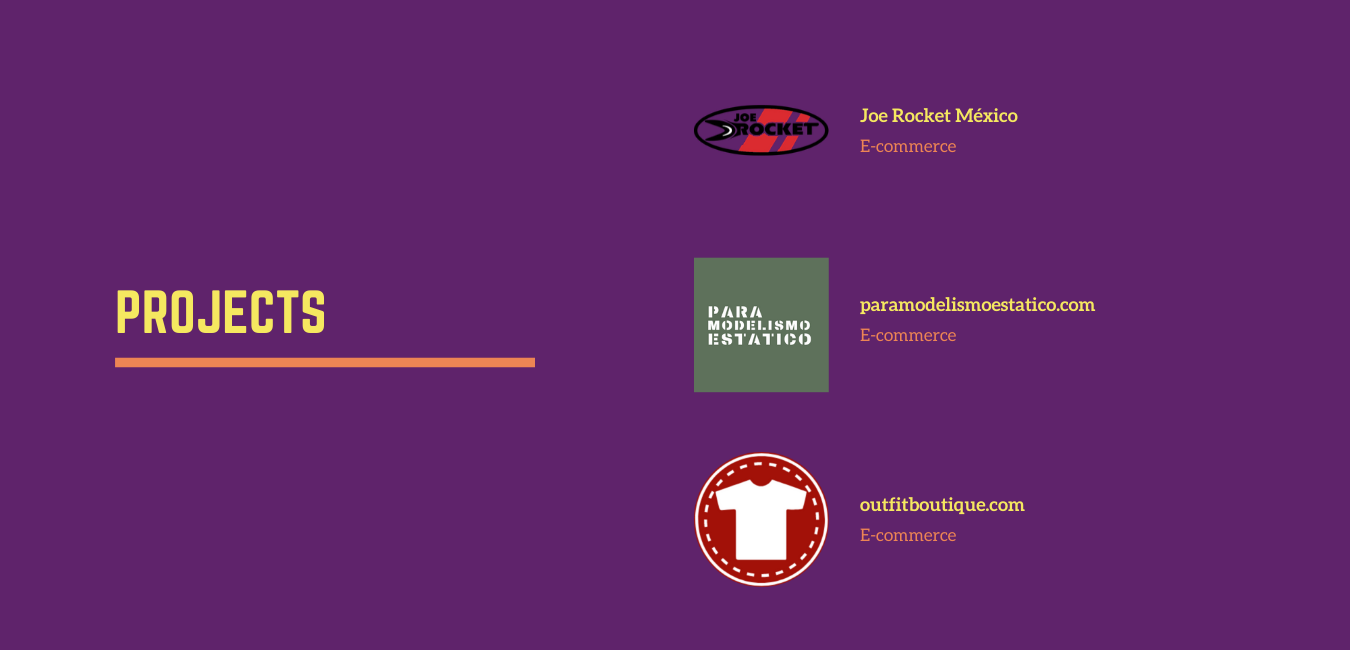 PROJECTS
JOE
ROCKET
Joe Rocket México
E-commerce
PARA
MODELISMO
ESTATICO
paramodelismoestatico.com
E-commerce
outfitboutique.com
E-commerce